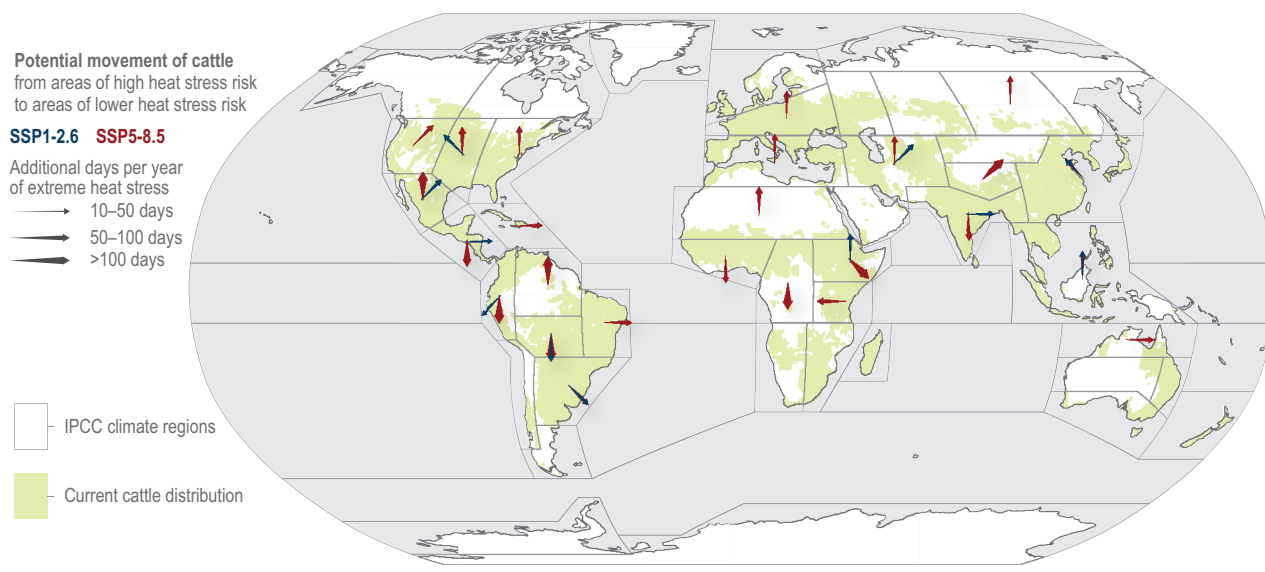 Potential movement of cattle
from areas of high heat stress risk
to areas of lower heat stress risk
SSP1-2.6 SSP5-8.5
Additional days per year
of extreme heat stress
10–50 days
50–100 days
>100 days
IPCC climate regions
Current cattle distribution